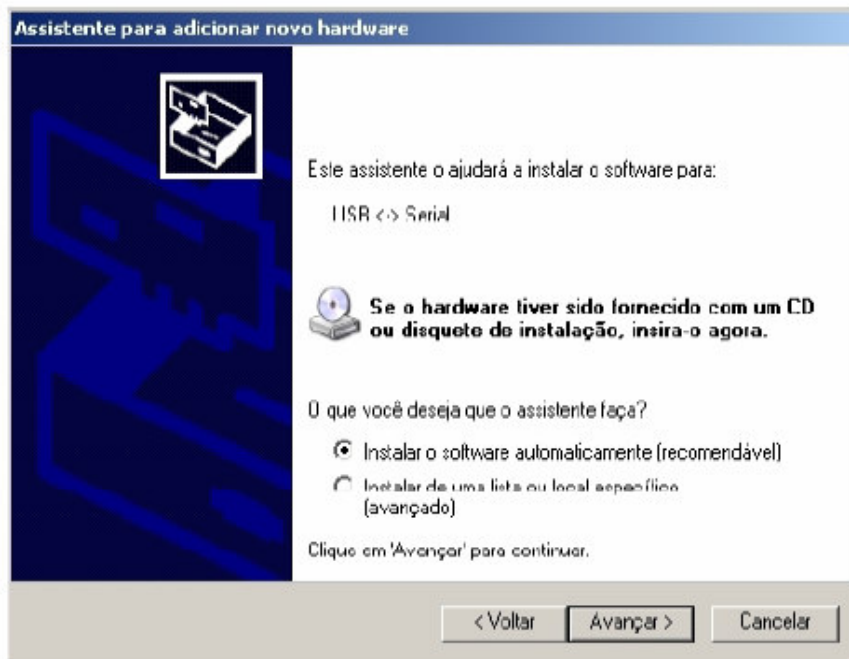 Assistente para adicionar novo hardware
Este assistente o ajudará a instalar o software para:
USB <-> Serial
Se o hardware tiver sido fornecido com um CD
ou disquete de instalação, insira-o agora.
O que você deseja que o assistente faça?
Instalar o software automaticamente (recomendável)
Instalar de uma lista ou local específico
(avançado)
Clique em 'Avançar' para continuar.
< Voltar Avançar > Cancelar